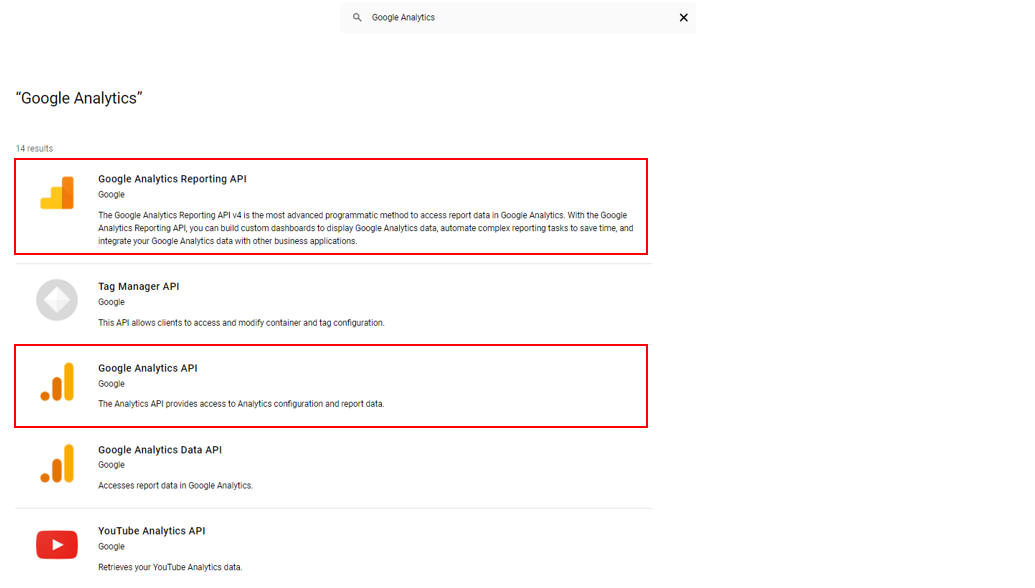 Google Analytics
“Google Analytics”
14 results
Google Analytics Reporting API
Google
The Google Analytics Reporting API v4 is the most advanced programmatic method to access report data in Google Analytics. With the Google
Analytics Reporting API, you can build custom dashboards to display Google Analytics data, automate complex reporting tasks to save time, and
integrate your Google Analytics data with other business applications.
Tag Manager API
Google
This API allows clients to access and modify container and tag configuration.
Google Analytics API
Google
The Analytics API provides access to Analytics configuration and report data.
Google Analytics Data API
Google
Accesses report data in Google Analytics.
YouTube Analytics API
Google
Retrieves your YouTube Analytics data.